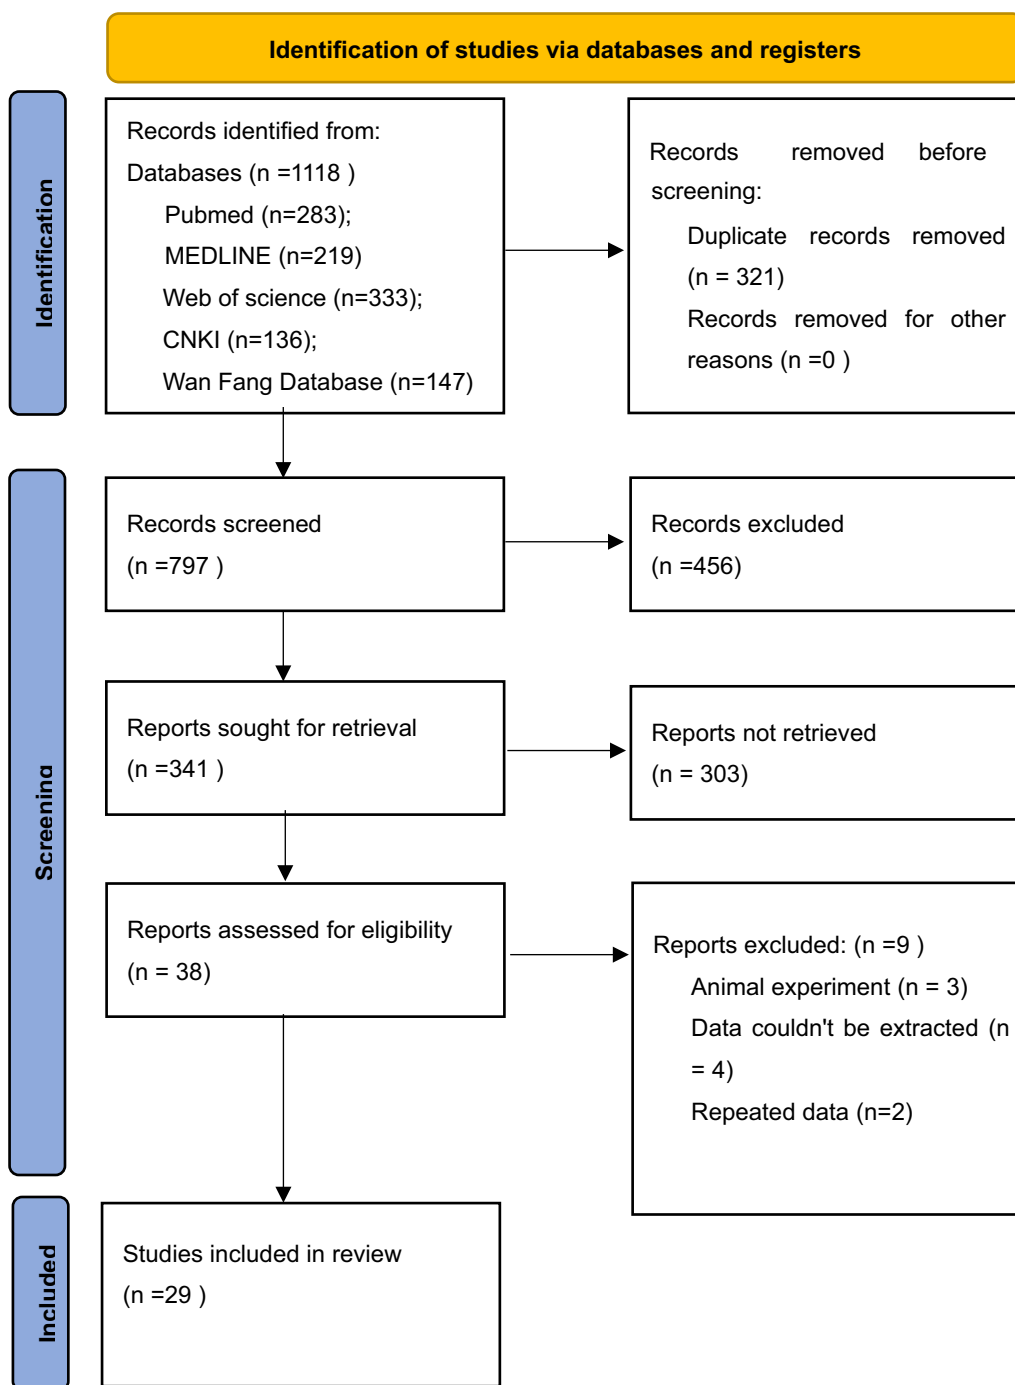 Identification of studies via databases and registers
Identification
Records identified from:
Databases (n =1118 )
Pubmed (n=283);
MEDLINE (n=219)
Web of science (n=333);
CNKI (n=136);
Wan Fang Database (n=147)
Records removed before
screening:
Duplicate records removed
(n = 321)
Records removed for other
reasons (n =0 )
Screening
Records screened
(n =797 )
Records excluded
(n =456)
Reports sought for retrieval
(n =341 )
Reports not retrieved
(n = 303)
Reports assessed for eligibility
(n = 38)
Reports excluded: (n =9 )
Animal experiment (n = 3)
Data couldn't be extracted (n
= 4)
Repeated data (n=2)
Included
Studies included in review
(n =29 )